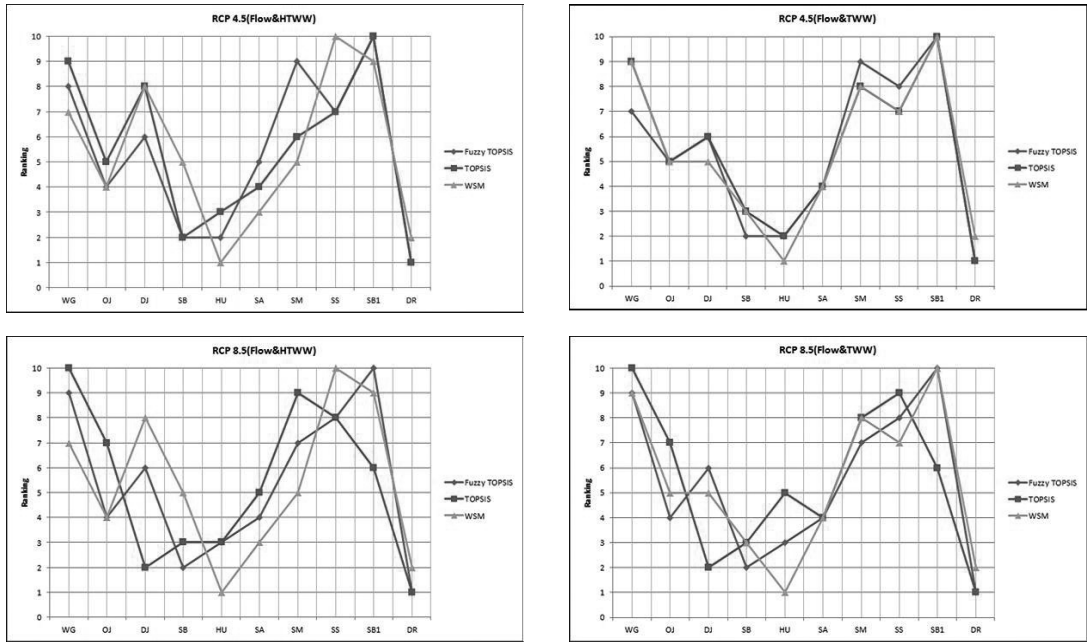 RCP 4.5(Flow&HTWW)
10
9
8
7
6
5
4
3
2
1
0
Ranking
WG OJ DJ SB HU SA SM SS SB1 DR
Fuzzy TOPSIS
TOPSIS
WSM
RCP 4.5(Flow&TWW)
10
9
8
7
6
5
4
3
2
1
0
Ranking
WG OJ DJ SB HU SA SM SS SB1 DR
Fuzzy TOPSIS
TOPSIS
WSM
RCP 8.5(Flow&HTWW)
10
9
8
7
6
5
4
3
2
1
0
Ranking
WG OJ DJ SB HU SA SM SS SB1 DR
Fuzzy TOPSIS
TOPSIS
WSM
RCP 8.5(Flow&TWW)
10
9
8
7
6
5
4
3
2
1
0
Ranking
WG OJ DJ SB HU SA SM SS SB1 DR
Fuzzy TOPSIS
TOPSIS
WSM